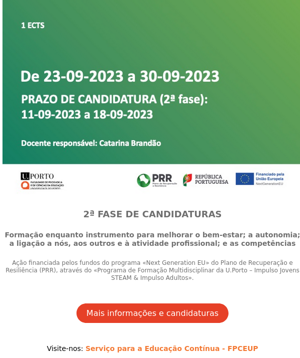 1 ECTS
De 23-09-2023 a 30-09-2023
PRAZO DE CANDIDATURA (2ª fase):
11-09-2023 a 18-09-2023
Docente responsável: Catarina Brandão
U.PORTO
PRR
REPÚBLICA
PORTUGUESA
Financiado pela
União Europeia
NextGenerationEU
2ª FASE DE CANDIDATURAS
Formação enquanto instrumento para melhorar o bem-estar; a autonomia;
a ligação a nós, aos outros e à atividade profissional; e as competências
Ação financiada pelos fundos do programa «Next Generation EU» do Plano de Recuperação e
Resiliência (PRR), através do «Programa de Formação Multidisciplinar da U.Porto – Impulso Jovens
STEAM & Impulso Adultos».
Mais informações e candidaturas
Visite-nos: Serviço para a Educação Contínua - FPCEUP